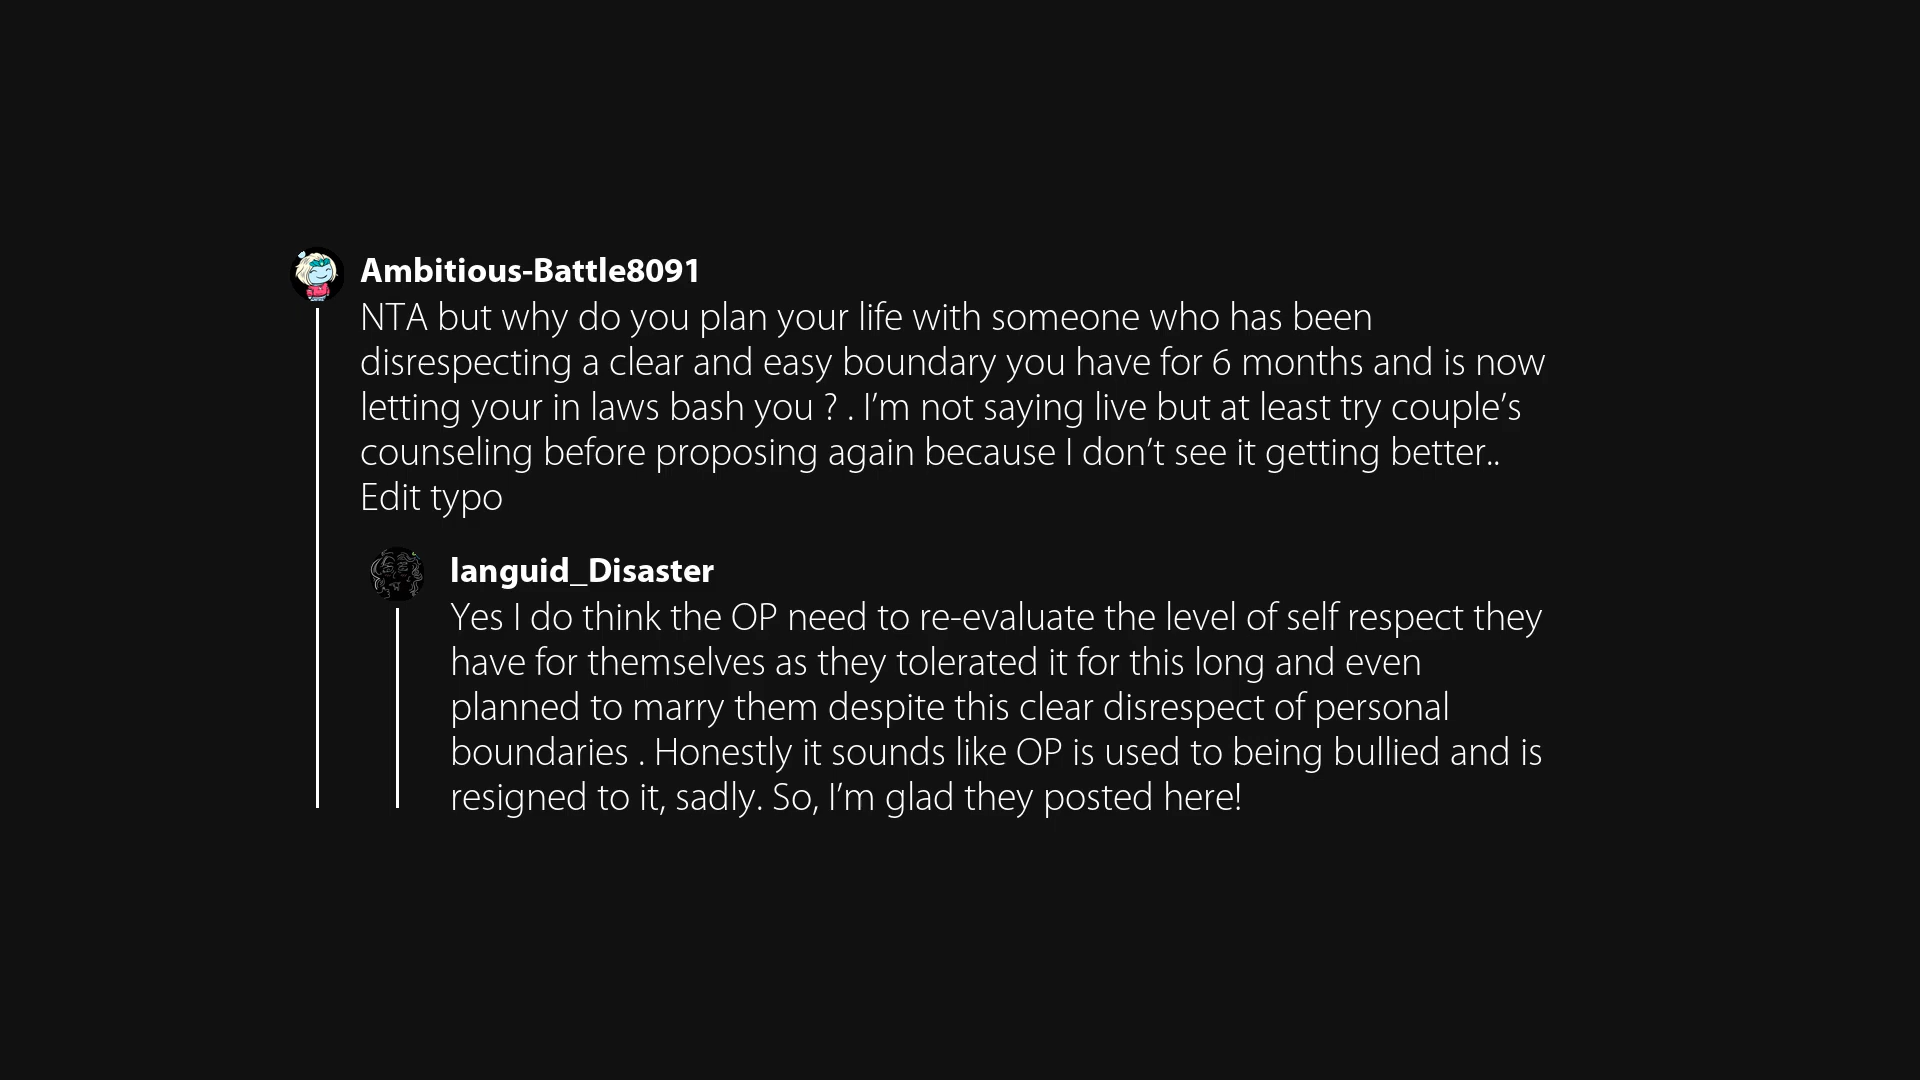 Ambitious-Battle8091
NTA but why do you plan your life with someone who has been
disrespecting a clear and easy boundary you have for 6 months and is now
letting your in laws bash you ? . I’m not saying live but at least try couple’s
counseling before proposing again because I don’t see it getting better..
Edit typo
languid_Disaster
Yes I do think the OP need to re-evaluate the level of self respect they
have for themselves as they tolerated it for this long and even
planned to marry them despite this clear disrespect of personal
boundaries . Honestly it sounds like OP is used to being bullied and is
resigned to it, sadly. So, I’m glad they posted here!